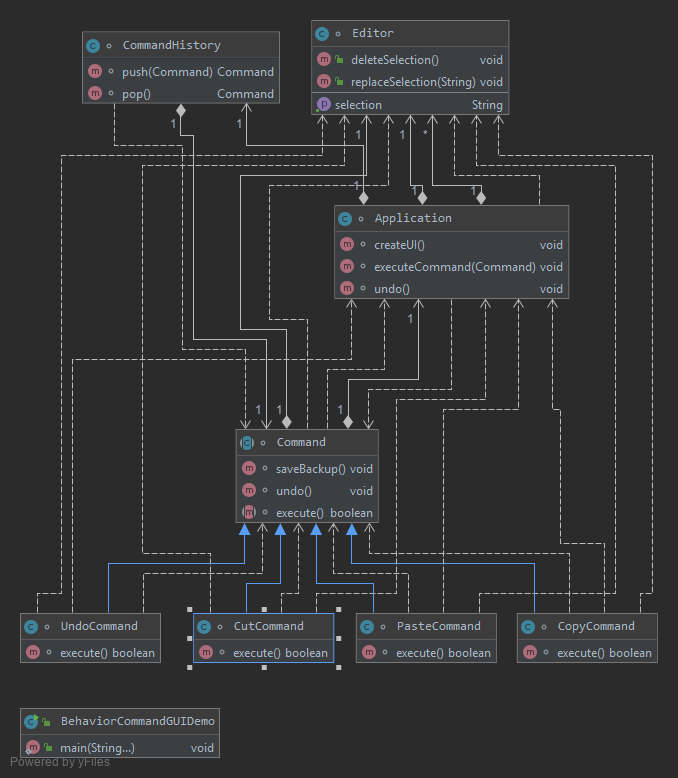 CommandHistory
push(Command) Command
pop() Command
Editor
deleteSelection() void
replaceSelection(String) void
selection String
1
1
1
1
*
1
1
1
Application
createUI() void
executeCommand(Command) void
undo() void
1
1
1
1
Command
saveBackup() void
undo() void
execute() boolean
UndoCommand
execute() boolean
CutCommand
execute() boolean
PasteCommand
execute() boolean
CopyCommand
execute() boolean
BehaviorCommandGUIDemo
main(String...) void
Powered by yFiles